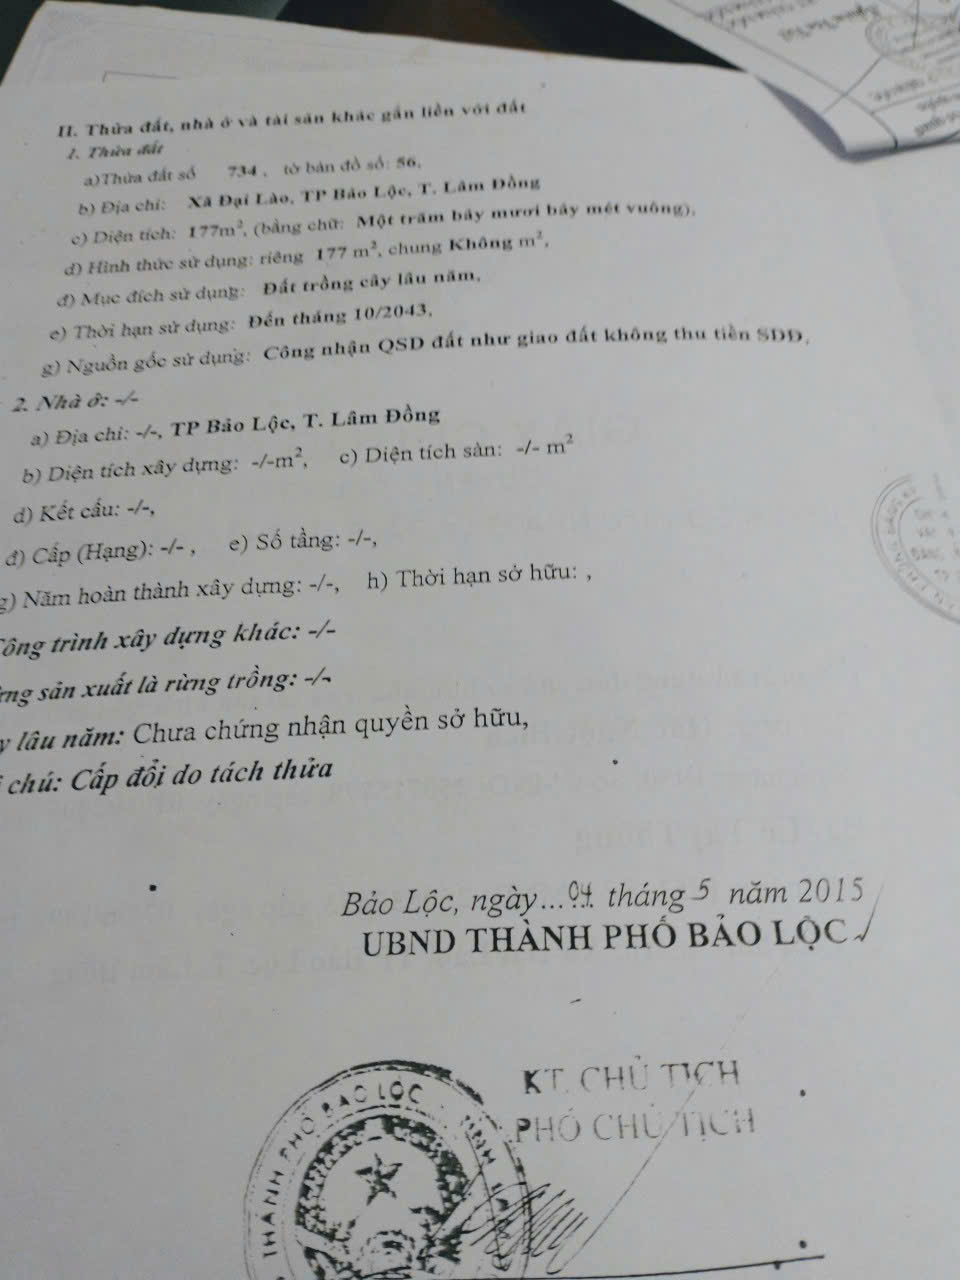 II. Thửa đất, nhà ở và tài sản khác gắn liền với đất
1. Thửa đất
a)Thửa đất số 734 , tờ bản đồ số: 56,
b) Địa chỉ: Xã Đại Lào, TP Bảo Lộc, T. Lâm Đồng
c) Diện tích: 177m², (bằng chữ: Một trăm bảy mươi bảy mét vuông),
d) Hình thức sử dụng: riêng 177 m², chung Không m²,
đ) Mục đích sử dụng: Đất trồng cây lâu năm,
e) Thời hạn sử dụng: Đến tháng 10/2043,
g) Nguồn gốc sử dụng: Công nhận QSD đất như giao đất không thu tiền SDĐ,
2. Nhà ở: -/-
a) Địa chỉ: -/-, TP Bảo Lộc, T. Lâm Đồng
b) Diện tích xây dựng: -/-m², c) Diện tích sàn: -/- m²
d) Kết cấu: -/-,
đ) Cấp (Hạng): -/- , e) Số tầng: -/-,
g) Năm hoàn thành xây dựng: -/-, h) Thời hạn sở hữu: ,
Công trình xây dựng khác: -/-
sản xuất là rừng trồng: -/-
lâu năm: Chưa chứng nhận quyền sở hữu,
chú: Cấp đổi do tách thửa
Bảo Lộc, ngày... 04 tháng 5 năm 2015
UBND THÀNH PHỐ BẢO LỘC
KT. CHỦ TỊCH
PHÓ CHỦ TỊCH
THÀNH PHỐ BẢO LỘC